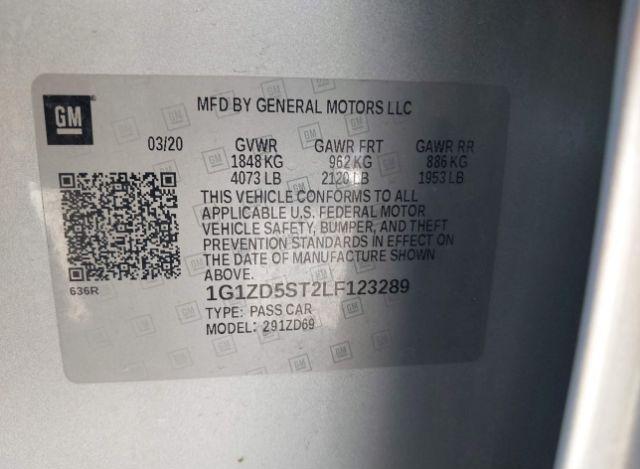 MFD BY GENERAL MOTORS LLC
GM
03/20 GVWR GAWR FRT GAWR RR
1848 KG 962 KG 886 KG
4073 LB 2120 LB 1953 LB
THIS VEHICLE CONFORMS TO ALL
APPLICABLE U.S. FEDERAL MOTOR
VEHICLE SAFETY, BUMPER, AND THEFT
PREVENTION STANDARDS IN EFFECT ON
THE DATE OF MANUFACTURE SHOWN
ABOVE.
636R
1G1ZD5ST2LF123289
TYPE: PASS CAR
MODEL: 291ZD69